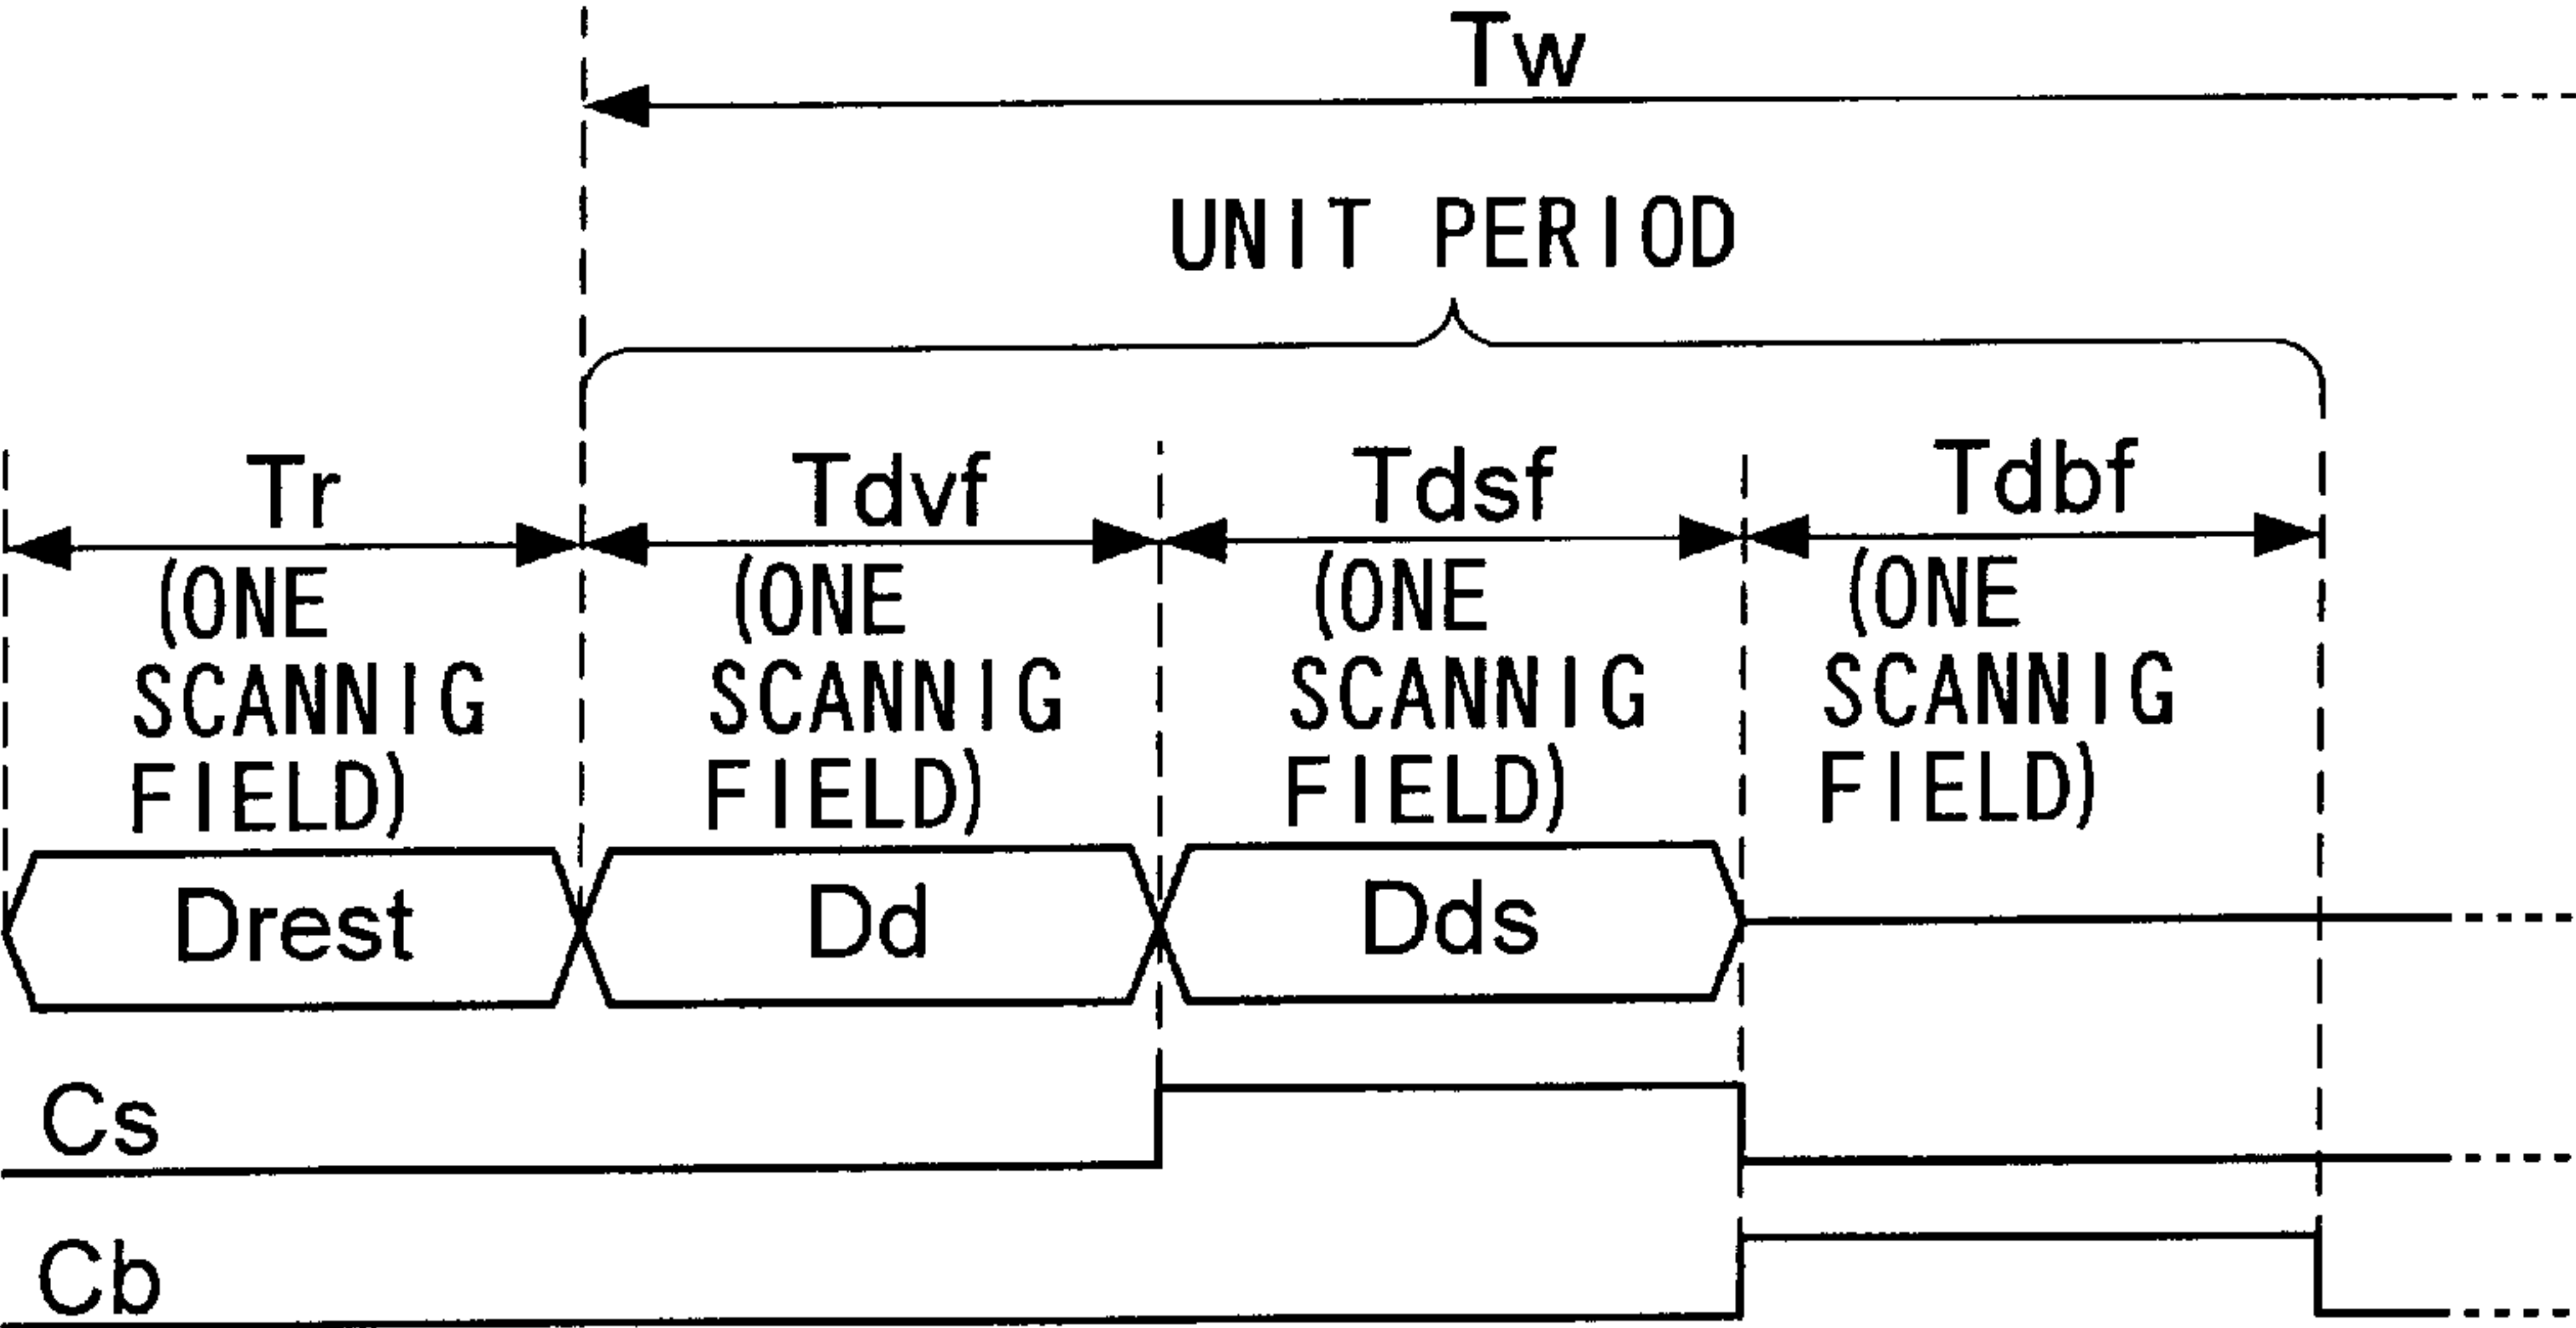 Tw
UNIT PERIOD
Tr Tdvf Tdsf Tdbf
(ONE (ONE (ONE (ONE
SCANNIG SCANNIG SCANNIG SCANNIG
FIELD) FIELD) FIELD) FIELD)
Drest Dd Dds
Cs
Cb